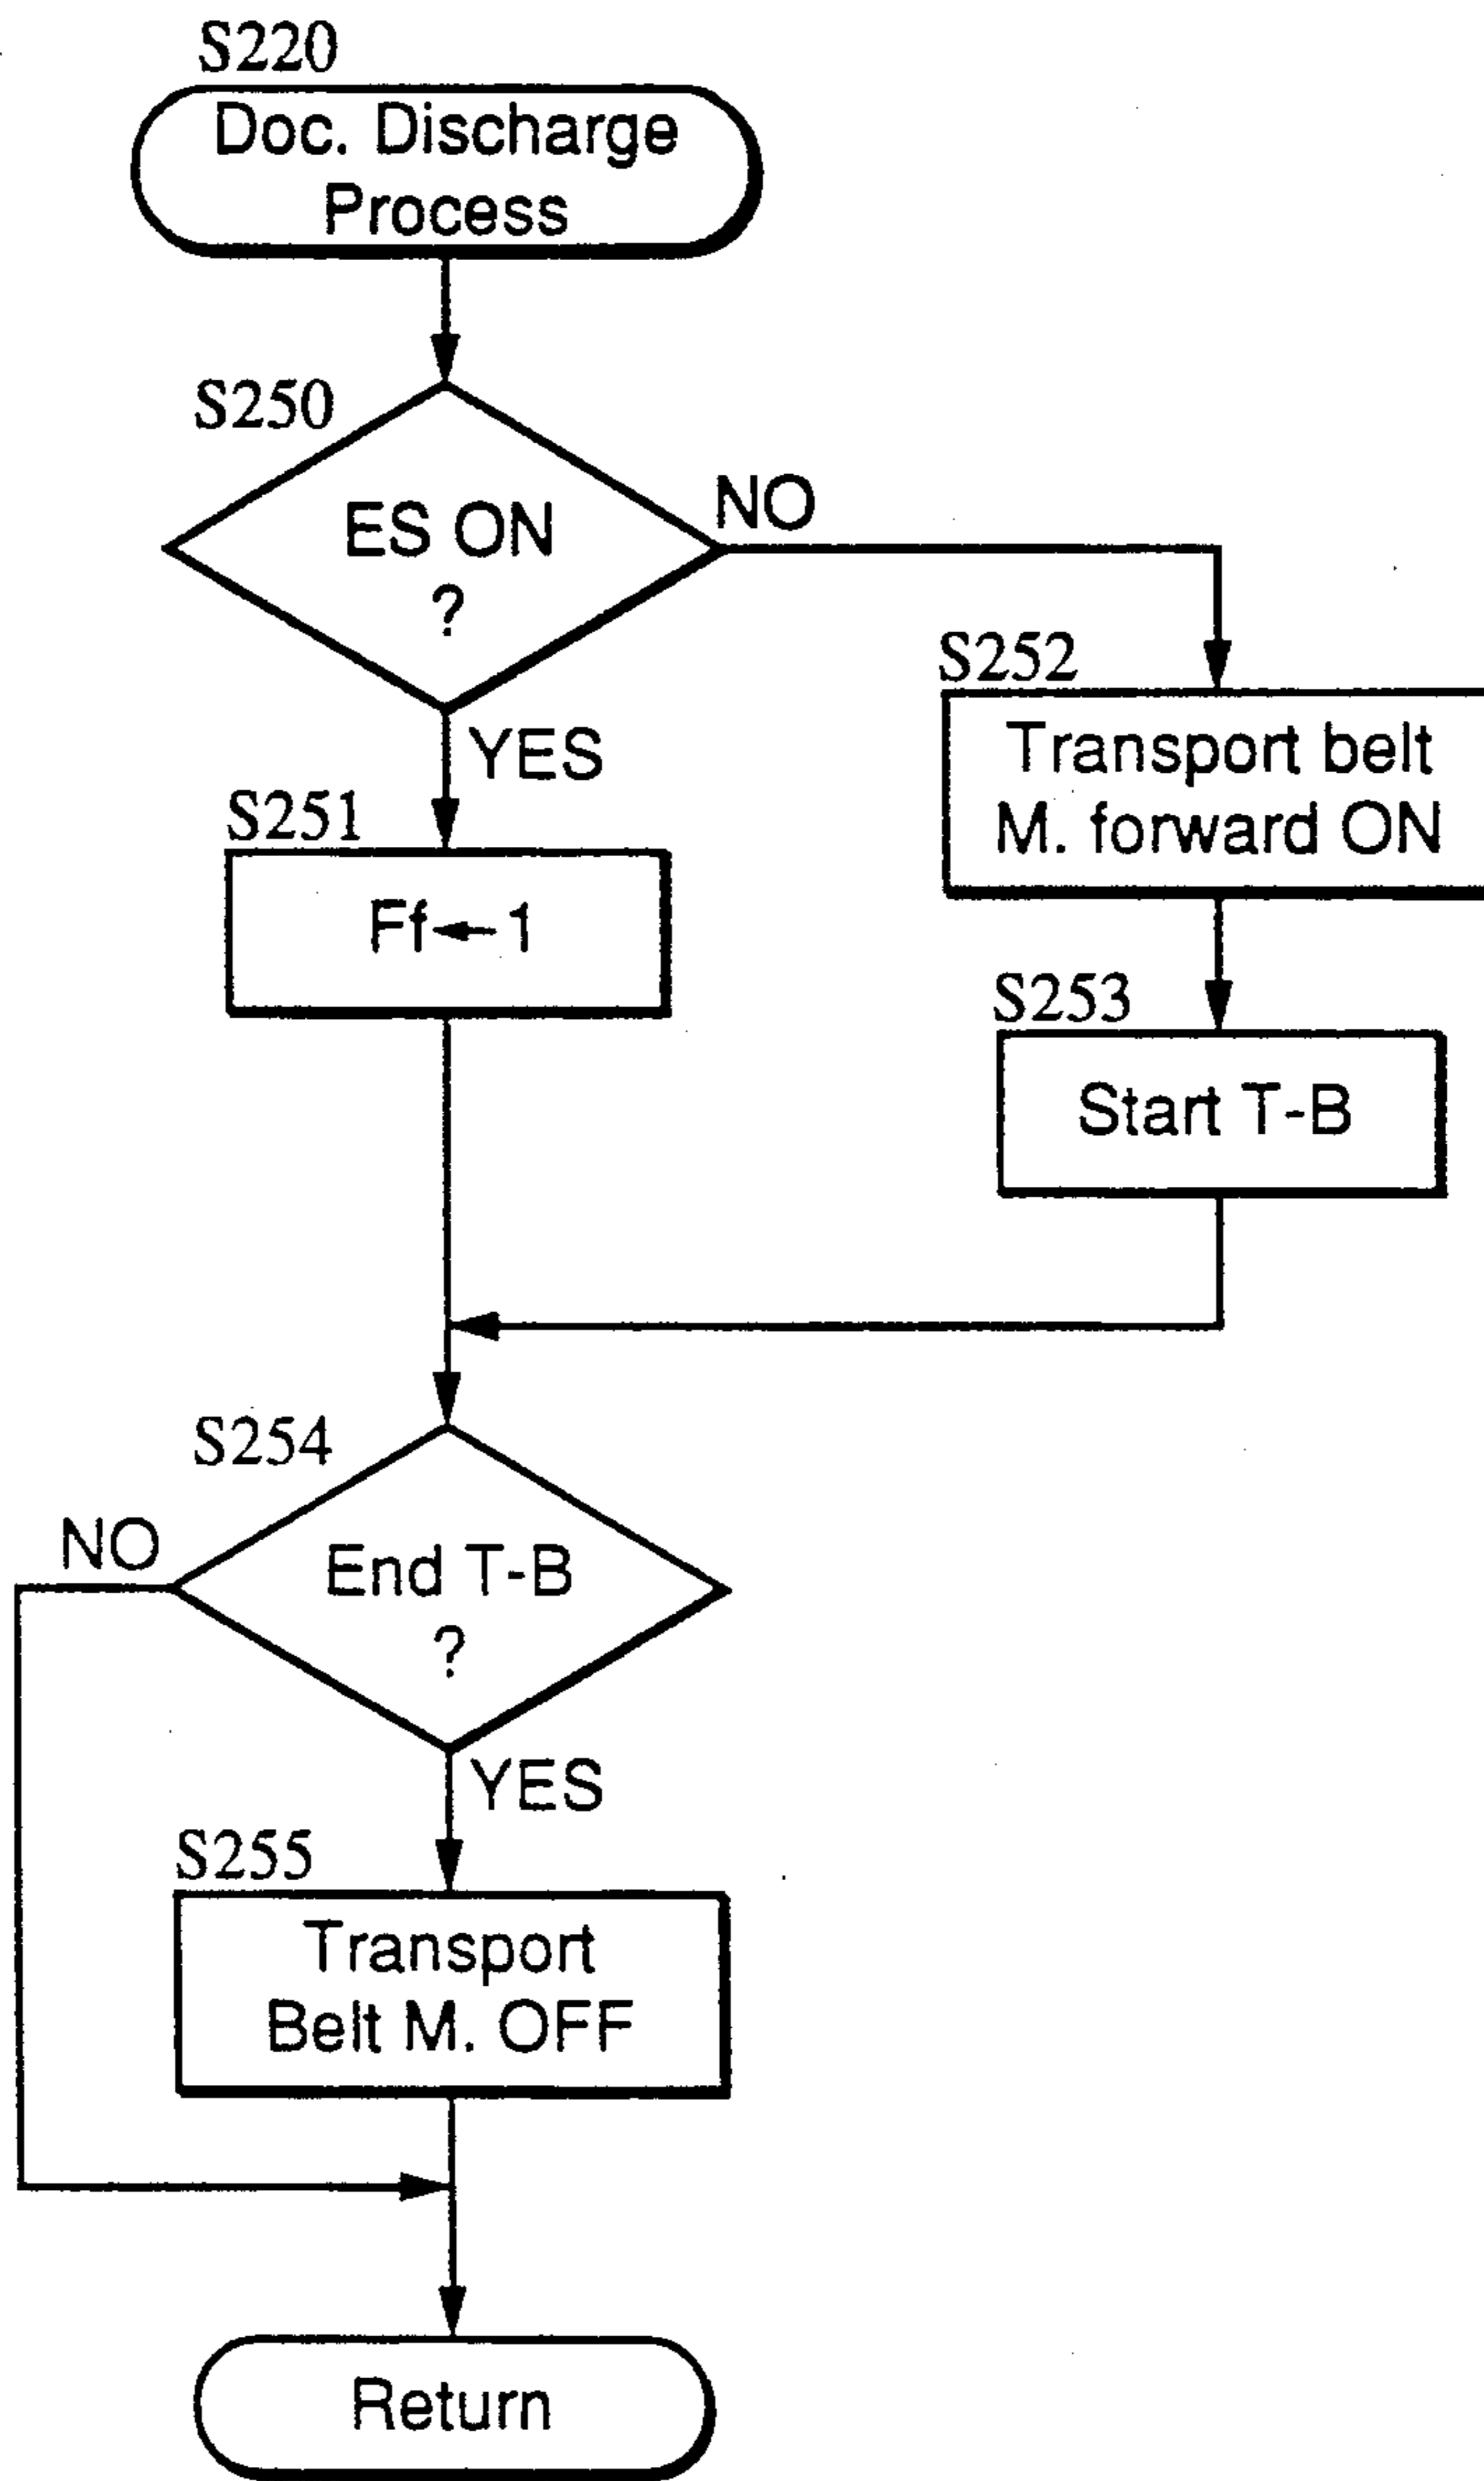 S220
Doc. Discharge
Process
S250
ES ON
?
NO
YES
S252
Transport belt
M. forward ON
S251
Ff←1
S253
Start T-B
S254
NO
End T-B
?
YES
S255
Transport
Belt M. OFF
Return